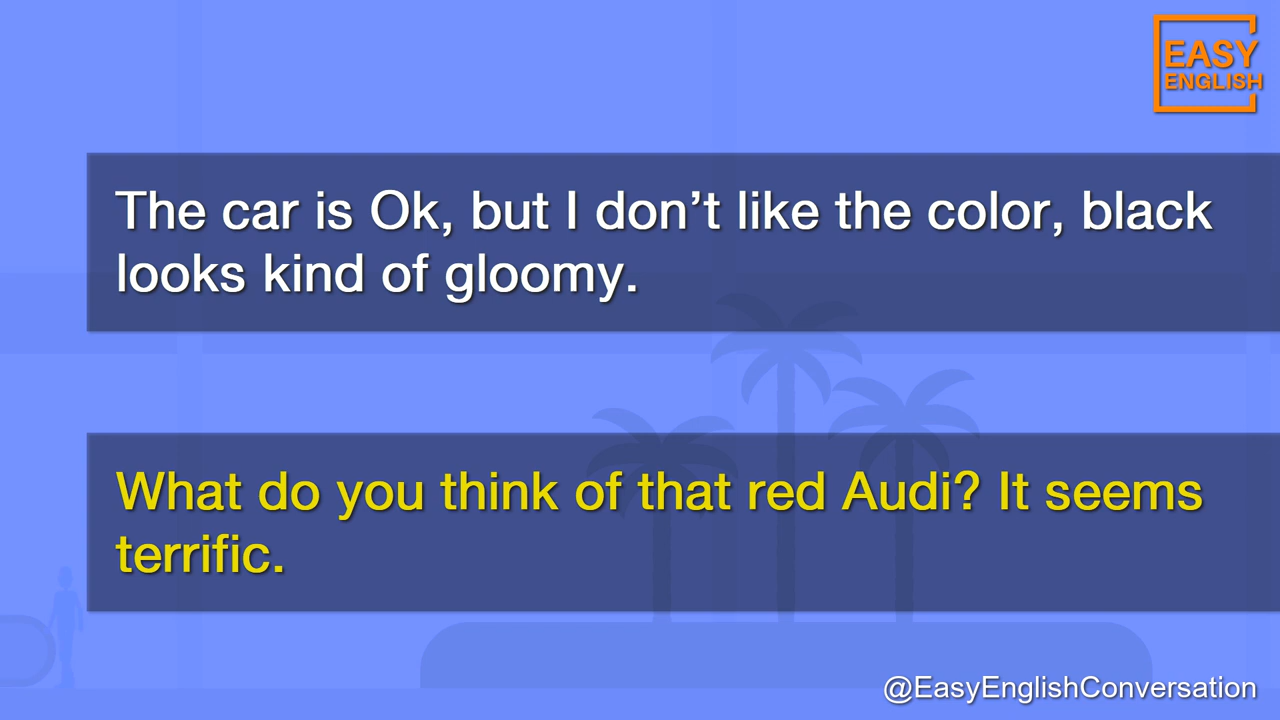 EASY
ENGLISH
The car is Ok, but I don’t like the color, black
looks kind of gloomy.
What do you think of that red Audi? It seems
terrific.
@EasyEnglishConversation